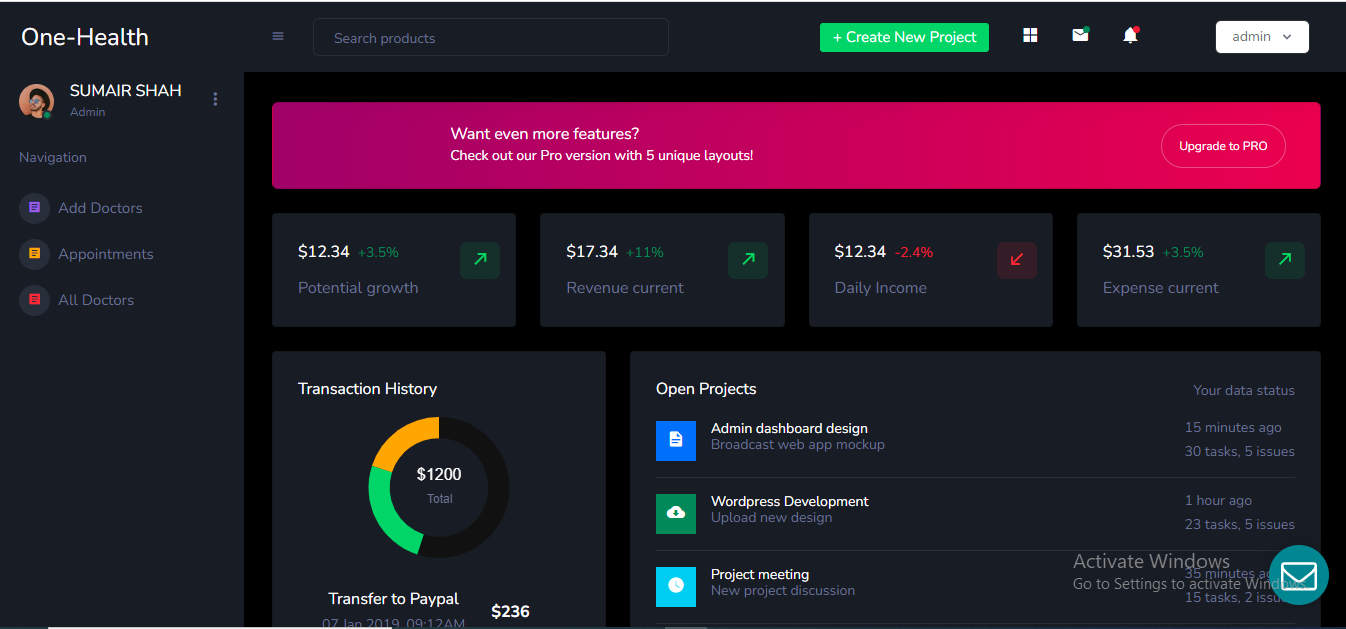 One-Health
Search products
+ Create New Project
admin
SUMAIR SHAH
Admin
Navigation
Add Doctors
Appointments
All Doctors
Want even more features?
Check out our Pro version with 5 unique layouts!
Upgrade to PRO
$12.34 +3.5%
Potential growth
$17.34 +11%
Revenue current
$12.34 -2.4%
Daily Income
$31.53 +3.5%
Expense current
Transaction History
$1200
Total
Transfer to Paypal
07 Jan 2019, 09:12AM
$236
Open Projects
Your data status
Admin dashboard design
Broadcast web app mockup
15 minutes ago
30 tasks, 5 issues
Wordpress Development
Upload new design
1 hour ago
23 tasks, 5 issues
Project meeting
New project discussion
35 minutes
15 tasks, 2
Activate Windows
Go to Settings to activate Windows.